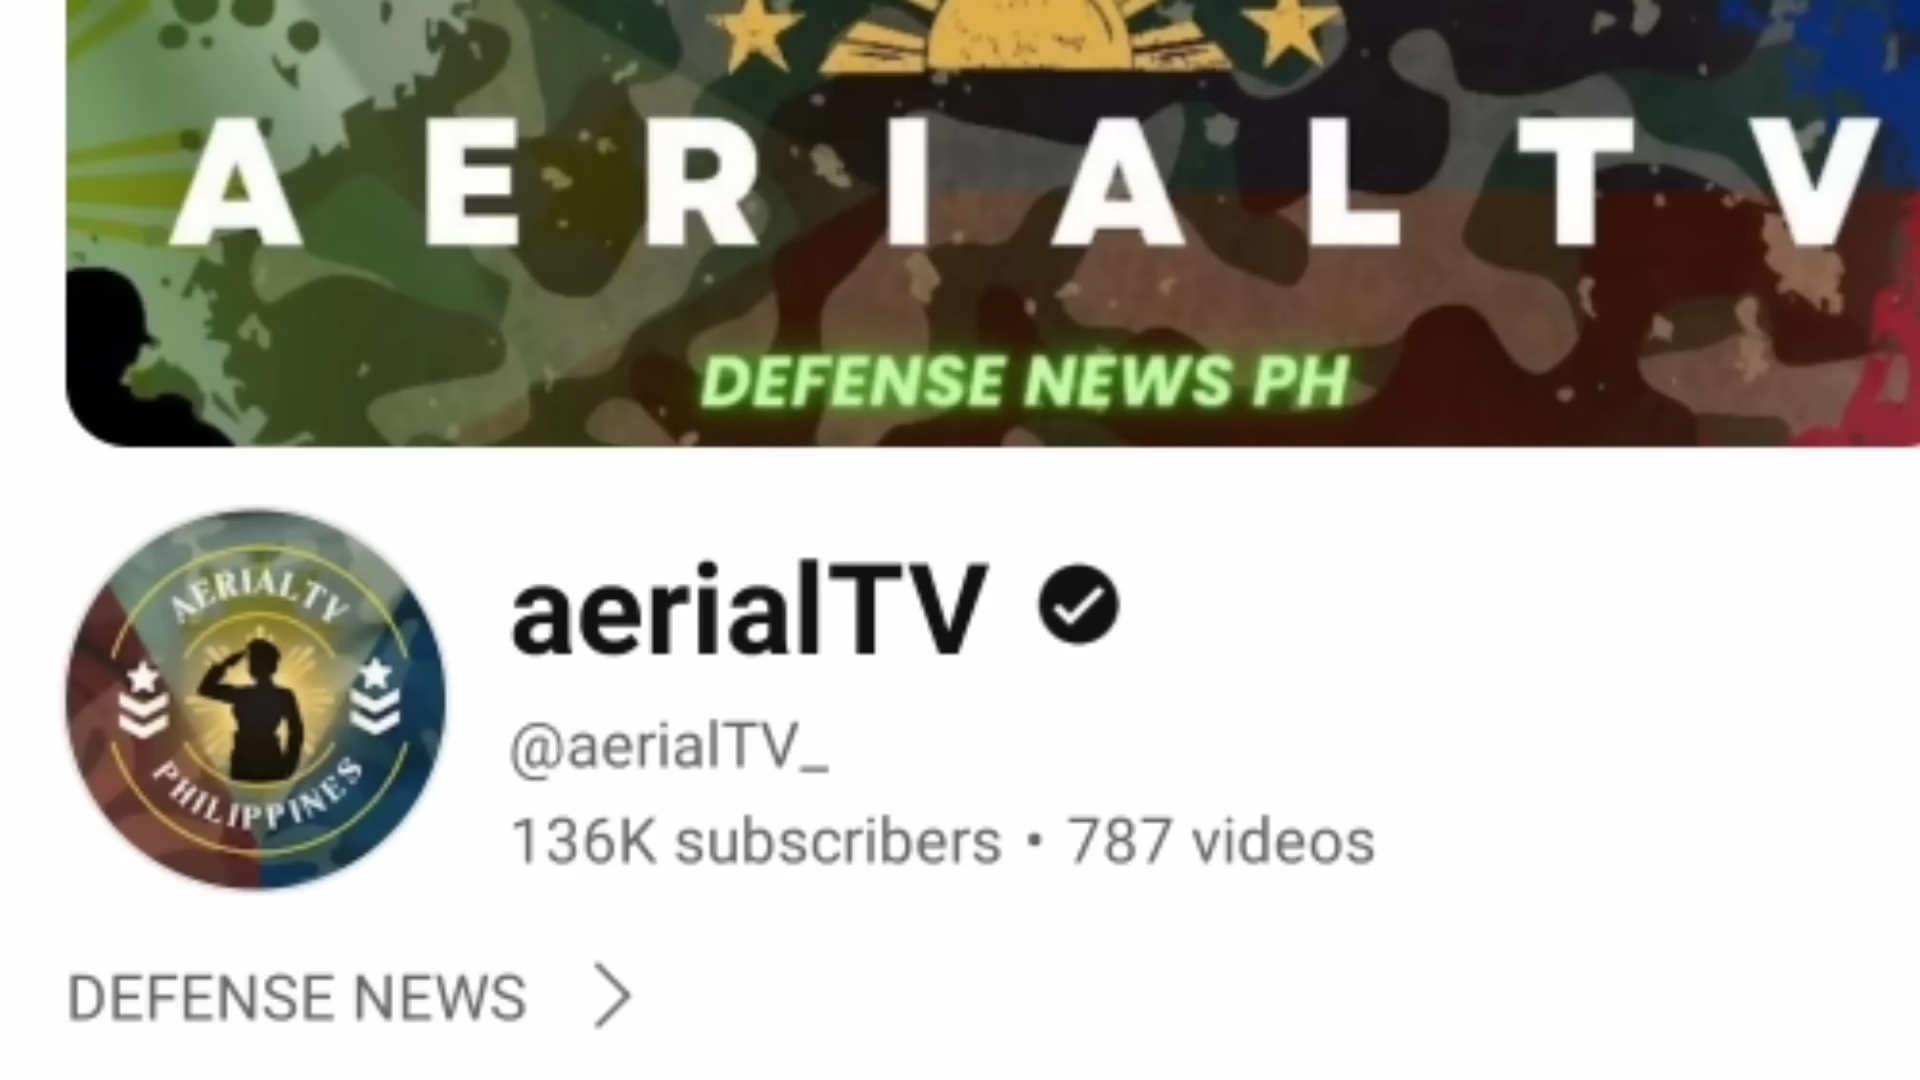 AERIALTV
DEFENSE NEWS PH
AERIALTV
PHILIPPINES
aerialTV
@aerialTV_
136K subscribers • 787 videos
DEFENSE NEWS